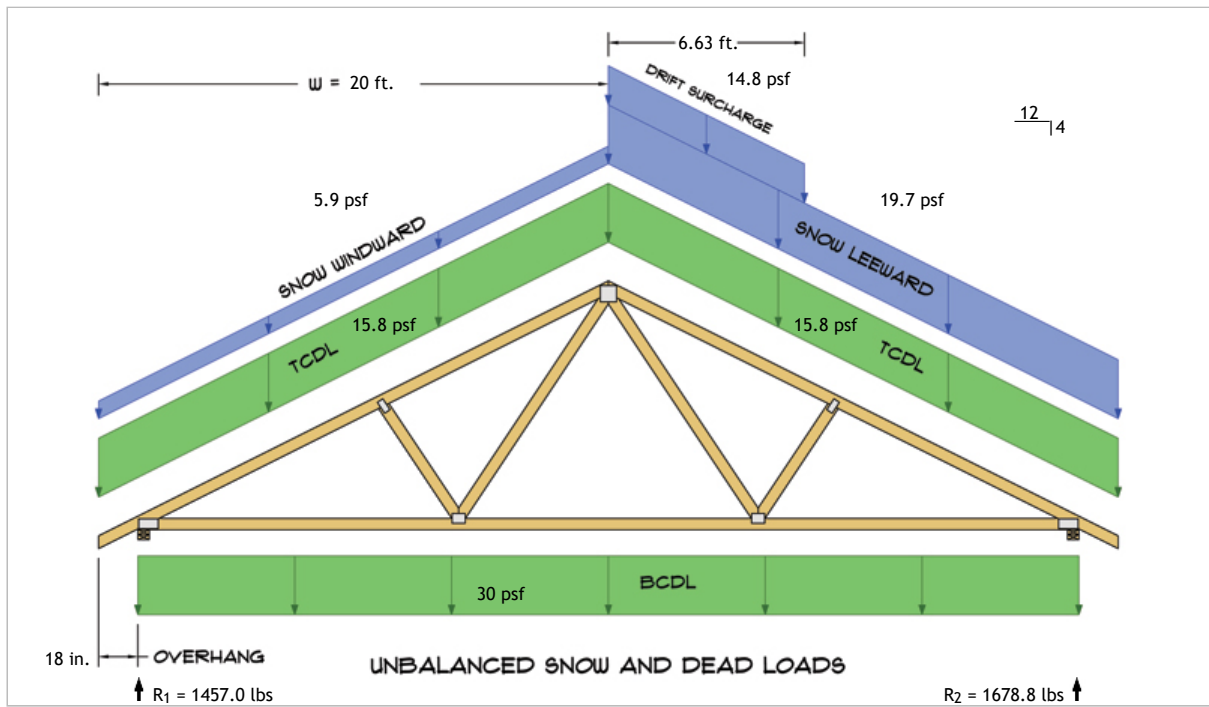 6.63 ft.
W = 20 ft.
DRIFT SURCHARGE
14.8 psf
12
4
5.9 psf
19.7 psf
SNOW WINDWARD
SNOW LEEWARD
15.8 psf
15.8 psf
TCDL
TCDL
BCDL
30 psf
18 in.
OVERHANG
UNBALANCED SNOW AND DEAD LOADS
R1 = 1457.0 lbs
R2 = 1678.8 lbs